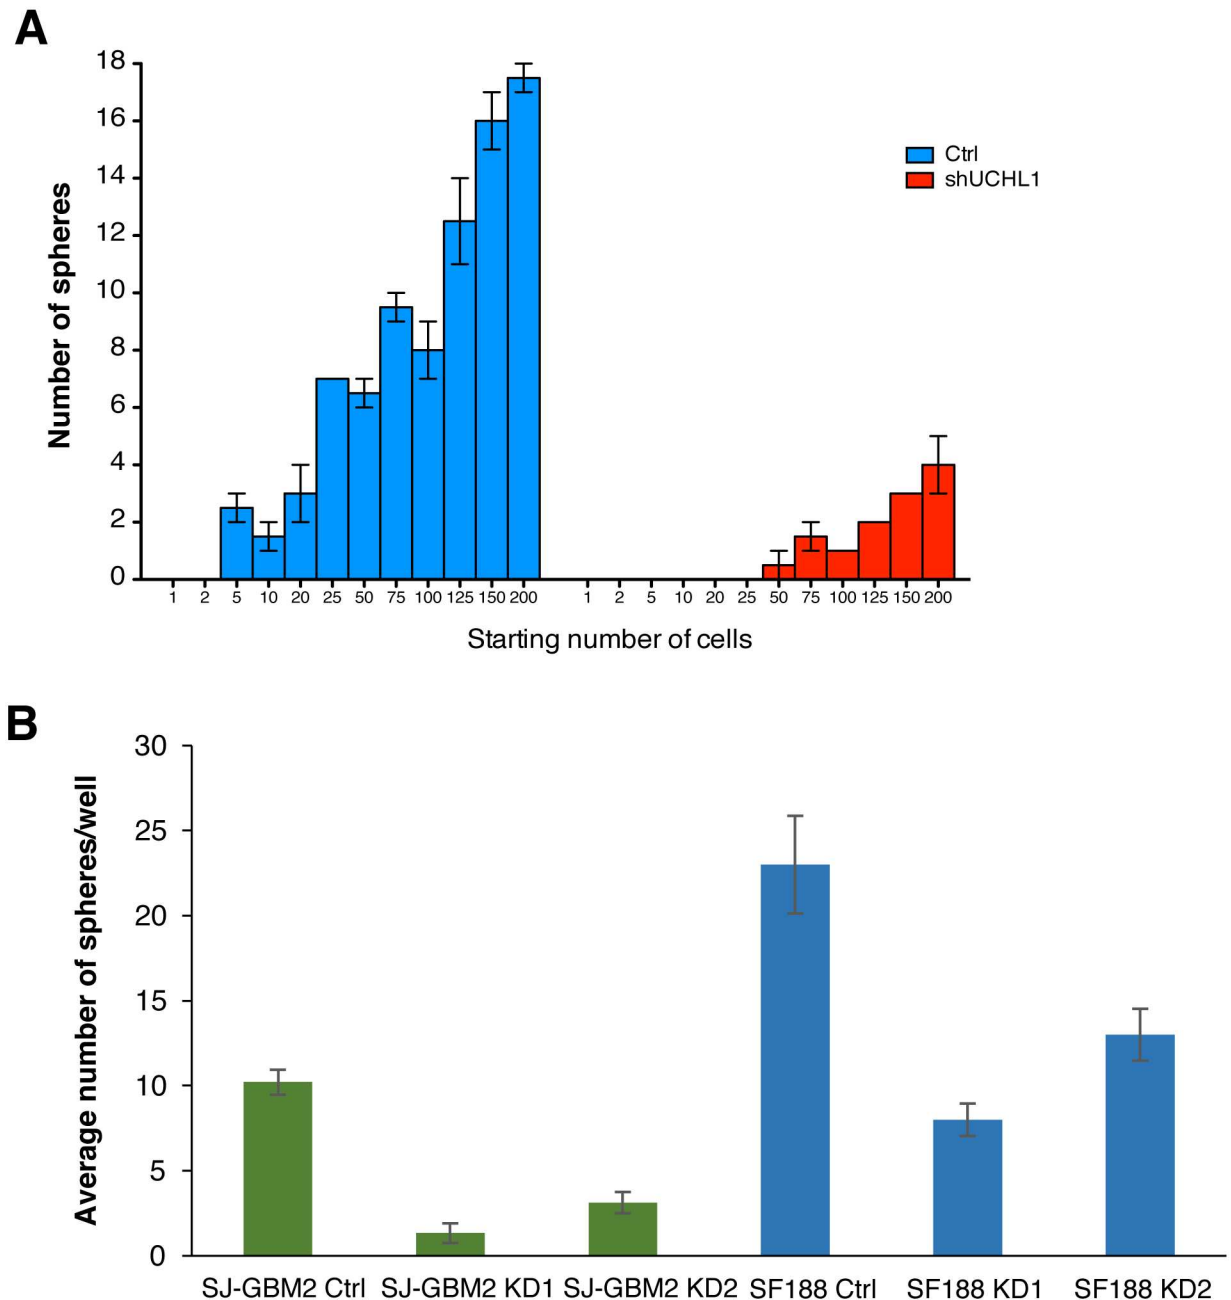 A
18
16
14
12
10
8
6
4
2
0
Number of spheres
Ctrl
shUCHL1
1 2 5 10 20 25 50 75 100 125 150 200 1 2 5 10 20 25 50 75 100 125 150 200
Starting number of cells
B
30
25
20
15
10
5
0
Average number of spheres/well
SJ-GBM2 Ctrl SJ-GBM2 KD1 SJ-GBM2 KD2 SF188 Ctrl SF188 KD1 SF188 KD2